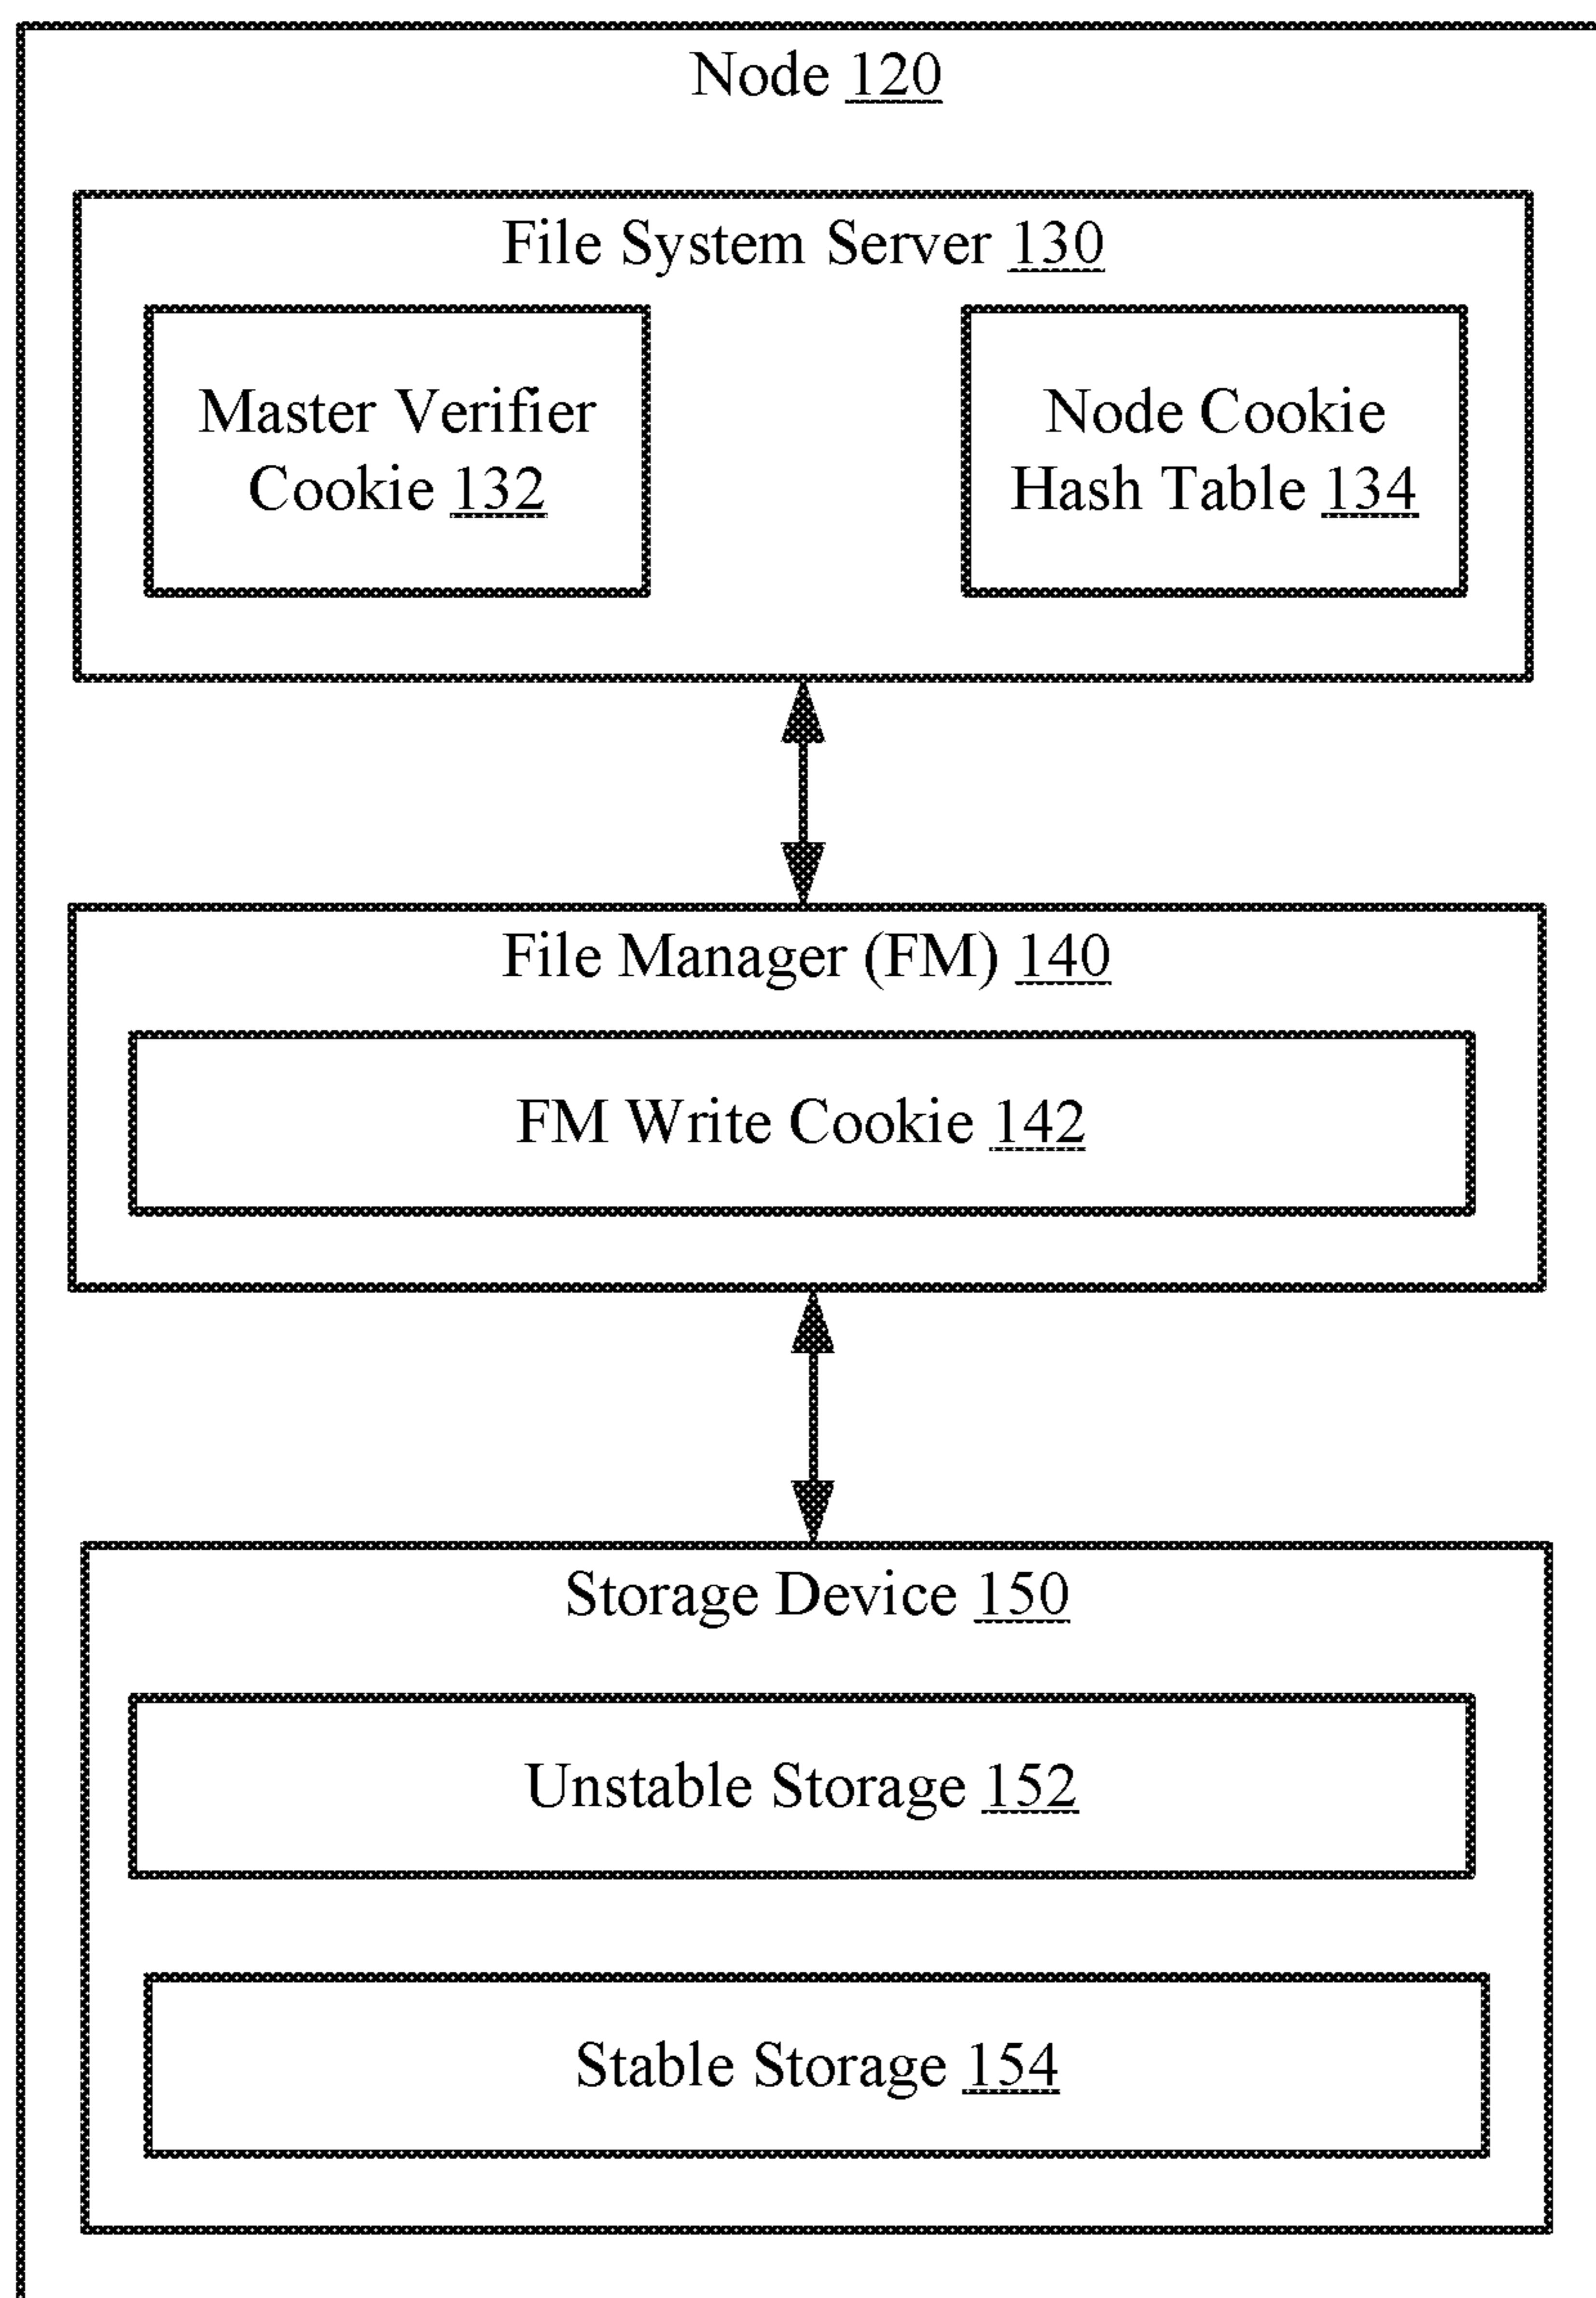 Node 120
File System Server 130
Master Verifier
Cookie 132
Node Cookie
Hash Table 134
File Manager (FM) 140
FM Write Cookie 142
Storage Device 150
Unstable Storage 152
Stable Storage 154